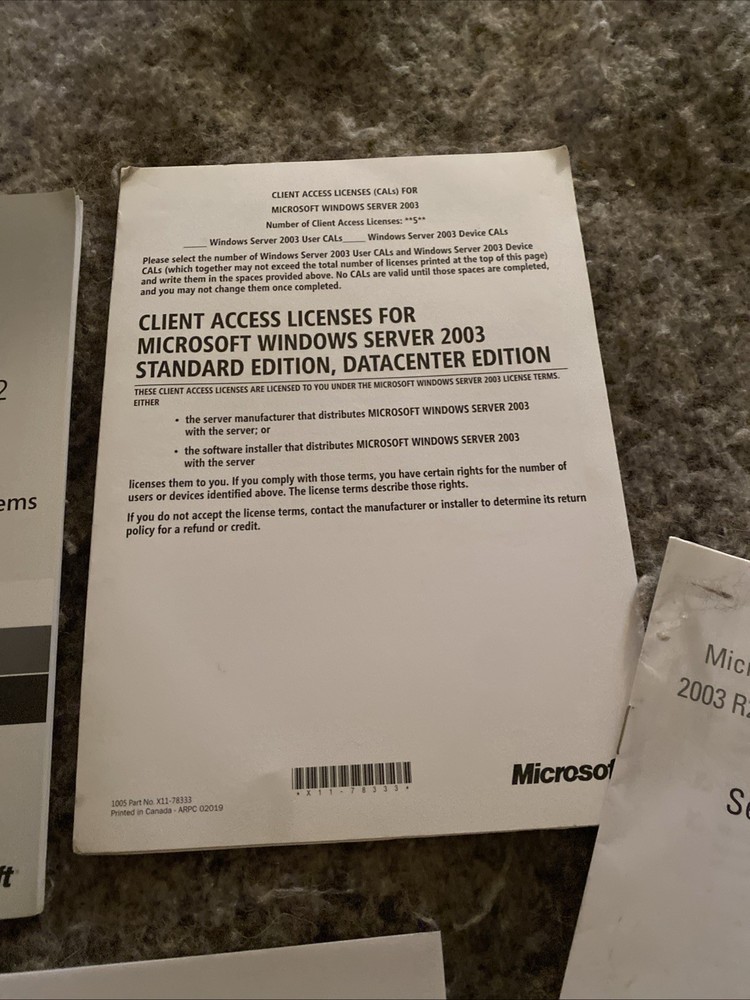 CLIENT ACCESS LICENSES (CALs) FOR
MICROSOFT WINDOWS SERVER 2003
Number of Client Access Licenses: **5**
_____ Windows Server 2003 User CALs_____ Windows Server 2003 Device CALs
Please select the number of Windows Server 2003 User CALs and Windows Server 2003 Device
CALs (which together may not exceed the total number of licenses printed at the top of this page)
and write them in the spaces provided above. No CALs are valid until those spaces are completed,
and you may not change them once completed.
CLIENT ACCESS LICENSES FOR
MICROSOFT WINDOWS SERVER 2003
STANDARD EDITION, DATACENTER EDITION
THESE CLIENT ACCESS LICENSES ARE LICENSED TO YOU UNDER THE MICROSOFT WINDOWS SERVER 2003 LICENSE TERMS.
EITHER
• the server manufacturer that distributes MICROSOFT WINDOWS SERVER 2003
with the server; or
• the software installer that distributes MICROSOFT WINDOWS SERVER 2003
with the server
licenses them to you. If you comply with those terms, you have certain rights for the number of
users or devices identified above. The license terms describe those rights.
If you do not accept the license terms, contact the manufacturer or installer to determine its return
policy for a refund or credit.
*X11-78333*
1005 Part No. X11-78333
Printed in Canada - ARPC 02019
Microsof
2
ems
ft
Micr
2003 R2
Se